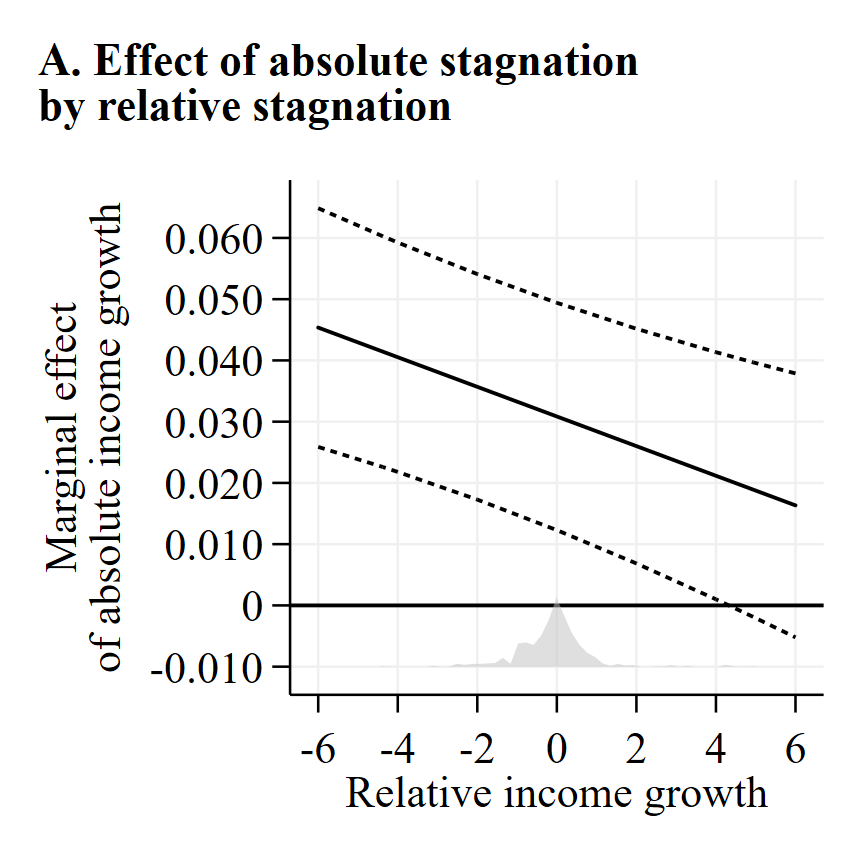 A. Effect of absolute stagnation
by relative stagnation
Marginal effect
of absolute income growth
0.060
0.050
0.040
0.030
0.020
0.010
0
-0.010
-6 -4 -2 0 2 4 6
Relative income growth